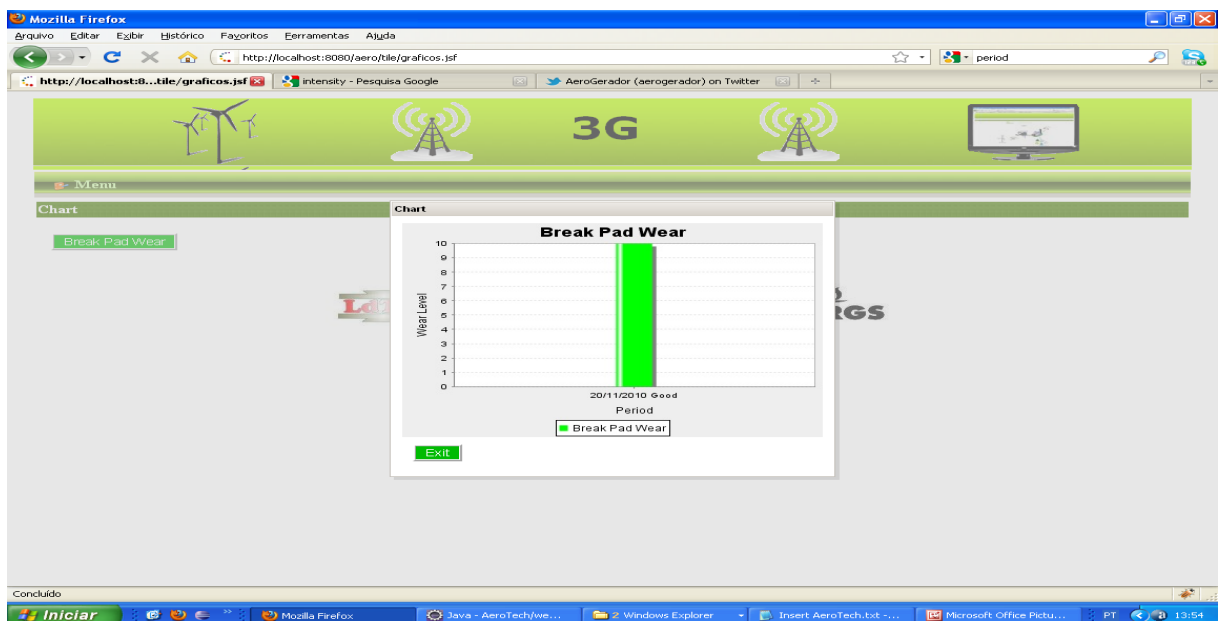 Mozilla Firefox
Arquivo Editar Exibir Histórico Favoritos Ferramentas Ajuda
http://localhost:8080/aero/tile/graficos.jsf
period
http://localhost:8...tile/graficos.jsf
intensity - Pesquisa Google
AeroGerador (aerogerador) on Twitter
3G
Menu
Chart
Chart
Break Pad Wear
Break Pad Wear
10
9
8
7
6
5
4
3
2
1
0
Wear Level
20/11/2010 Good
Period
Break Pad Wear
Exit
RGS
Concluído
Iniciar
Mozilla Firefox
Java - AeroTech/we...
2 Windows Explorer
Insert AeroTech.txt -...
Microsoft Office Pictu...
PT
13:54